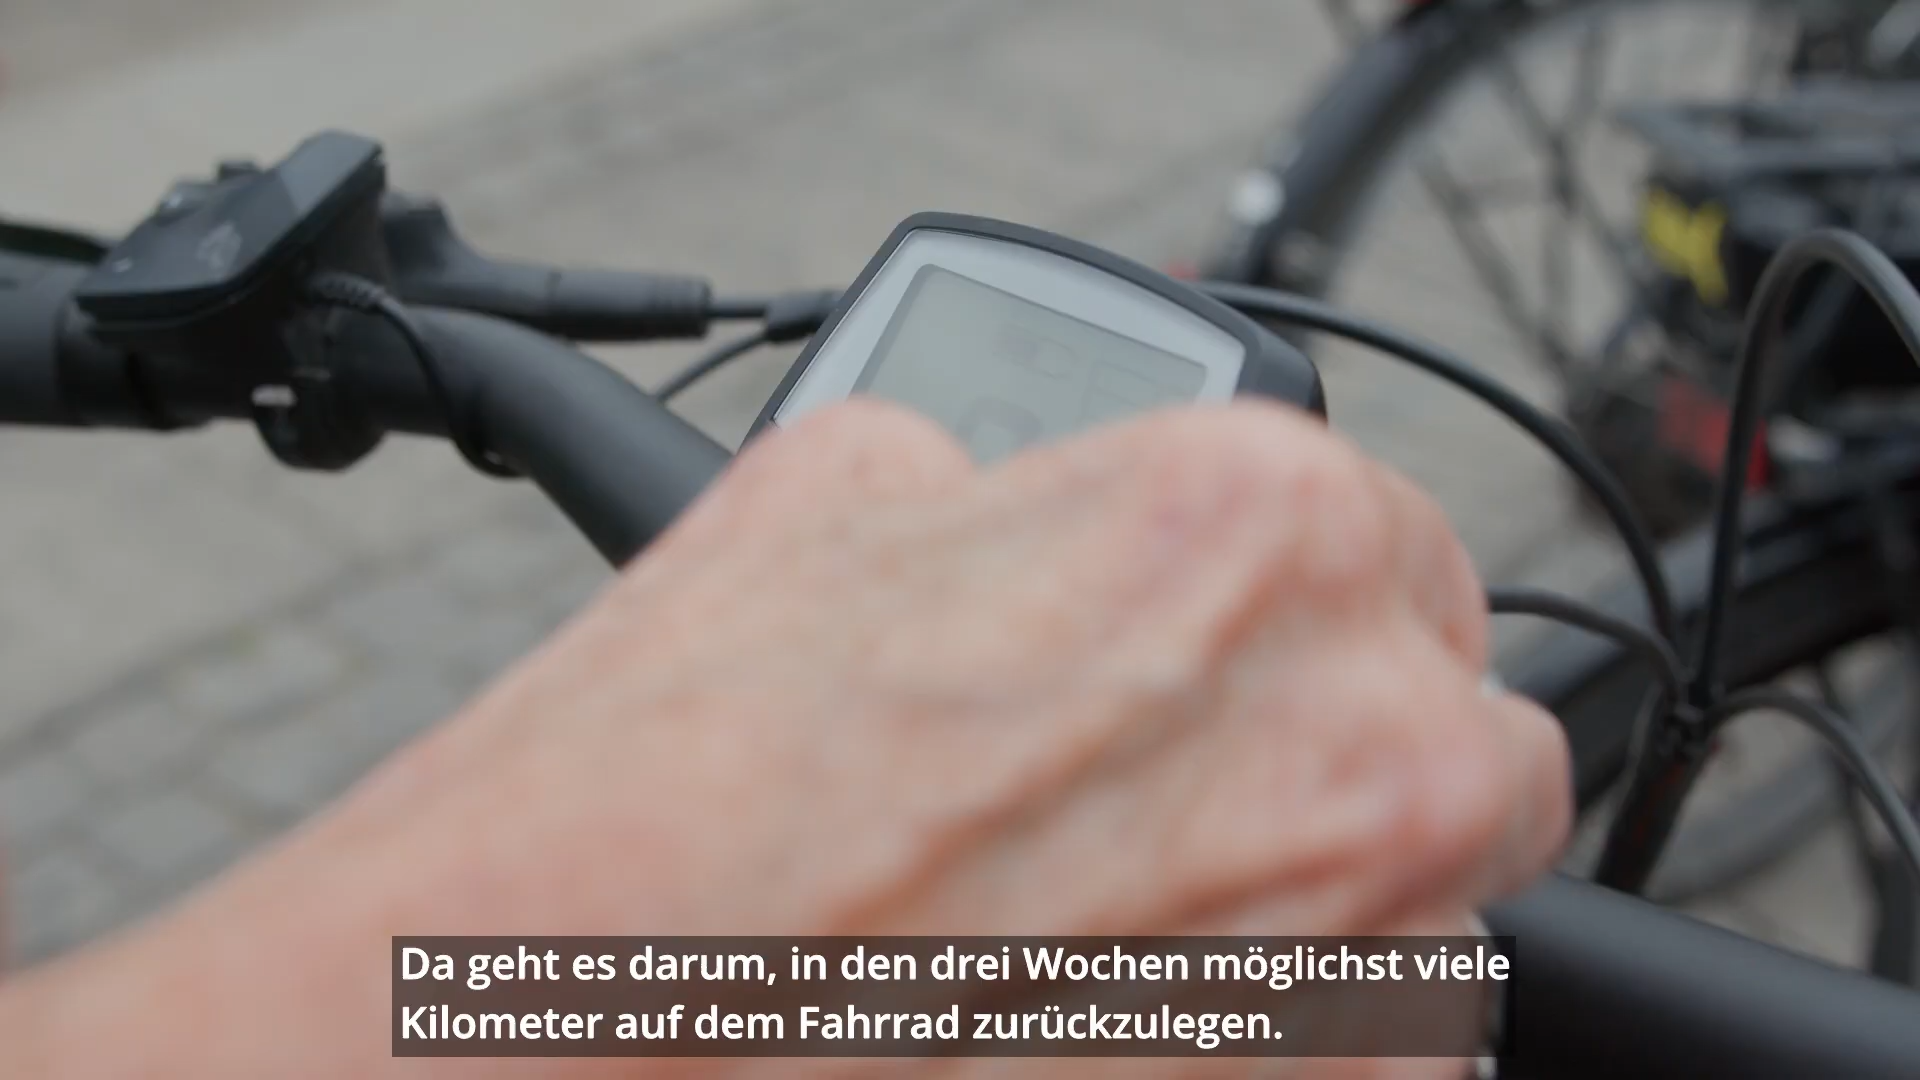 Da geht es darum, in den drei Wochen möglichst viele
Kilometer auf dem Fahrrad zurückzulegen.